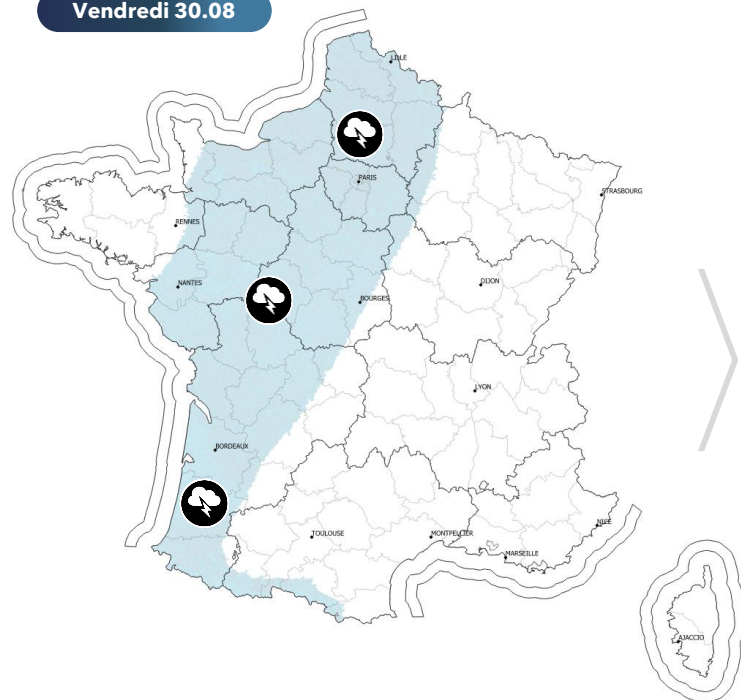 Vendredi 30.08
LILLE
PARIS
STRASBOURG
RENNES
NANTES
DIJON
BOURGES
LYON
BORDEAUX
NICE
TOULOUSE
MONTPELLIER
MARSEILLE
AJACCIO